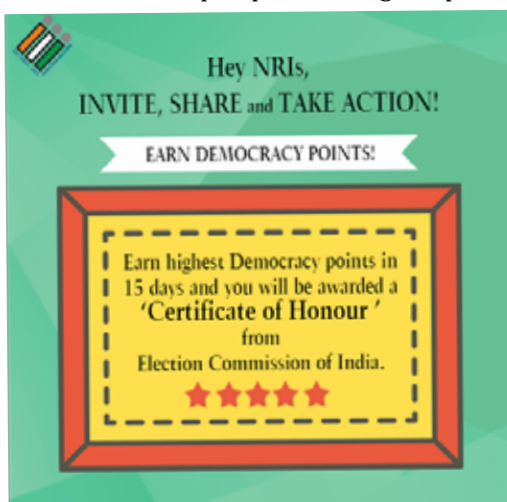 Hey NRIs,
INVITE, SHARE and TAKE ACTION!
EARN DEMOCRACY POINTS!
Earn highest Democracy points in
15 days and you will be awarded a
'Certificate of Honour '
from
Election Commission of India.